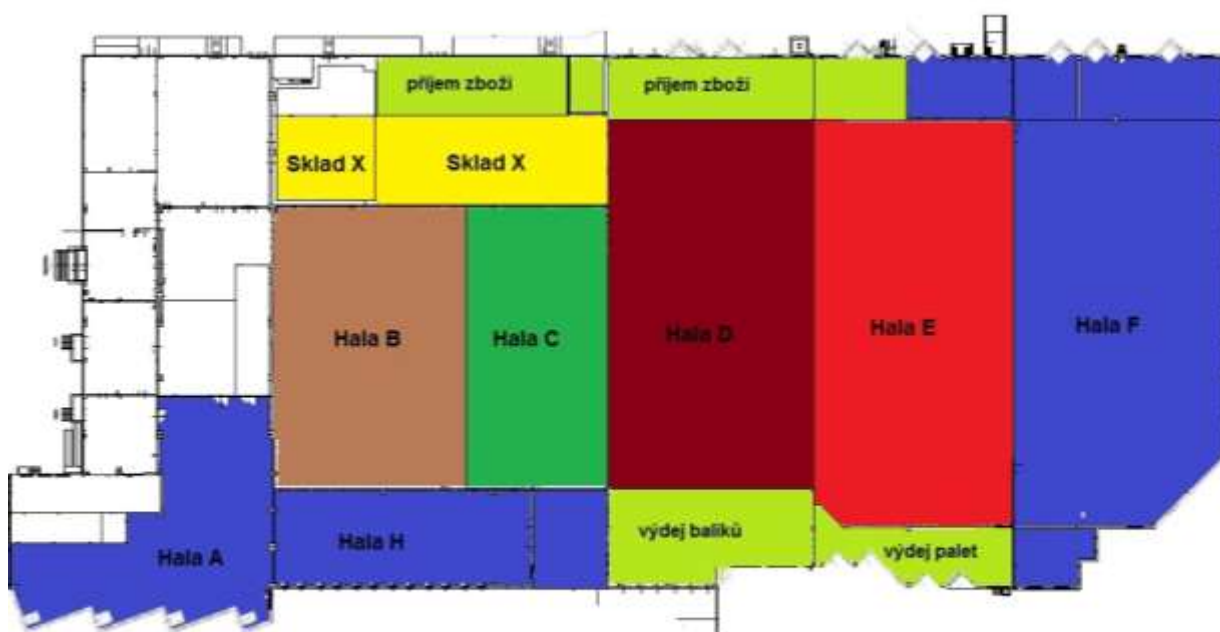 příjem zboží
příjem zboží
Sklad X
Sklad X
Hala B
Hala C
Hala D
Hala E
Hala F
Hala A
Hala H
výdej balíků
výdej palet